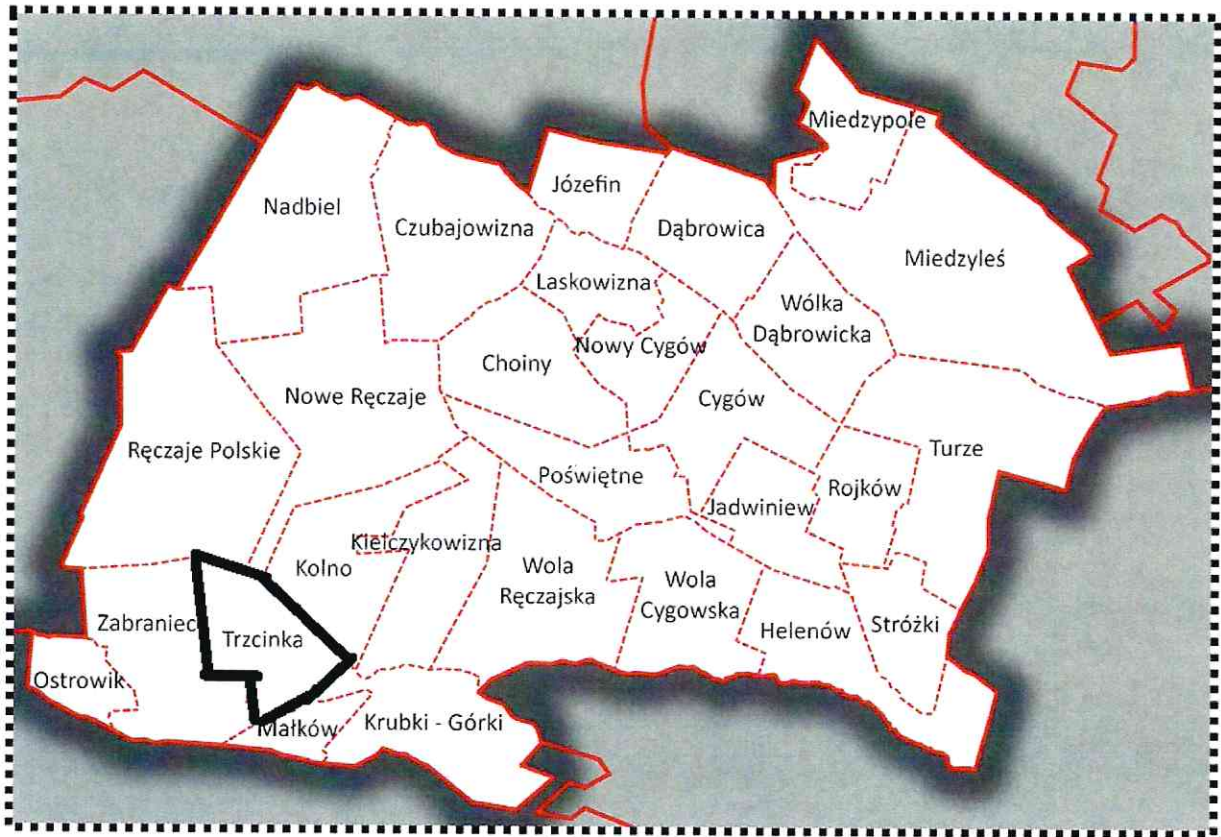 Miedzypole
Józefin
Nadbiel
Czubajowizna
Dąbrowica
Miedzyleś
Laskowizna
Wólka
Dąbrowicka
Nowy Cygów
Choiny
Nowe Ręczaje
Cygów
Ręczaje Polskie
Turze
Poświętne
Rojków
Jadwiniew
Kielczykowizna
Kolno
Wola
Ręczajska
Wola
Cygowska
Zabraniec
Trzcinka
Helenów
Stróżki
Ostrowik
Małków
Krubki - Górki